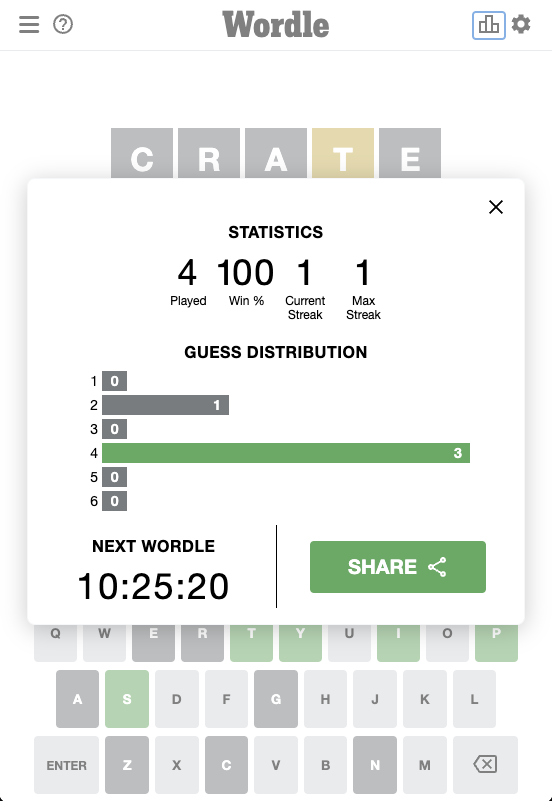 Wordle
C R A T E
STATISTICS
4 100 1 1
Played Win % Current Streak Max Streak
GUESS DISTRIBUTION
1 0
2 1
3 0
4 3
5 0
6 0
NEXT WORDLE
10:25:20
SHARE
Q W E R T Y U I O P
A S D F G H J K L
ENTER Z X C V B N M